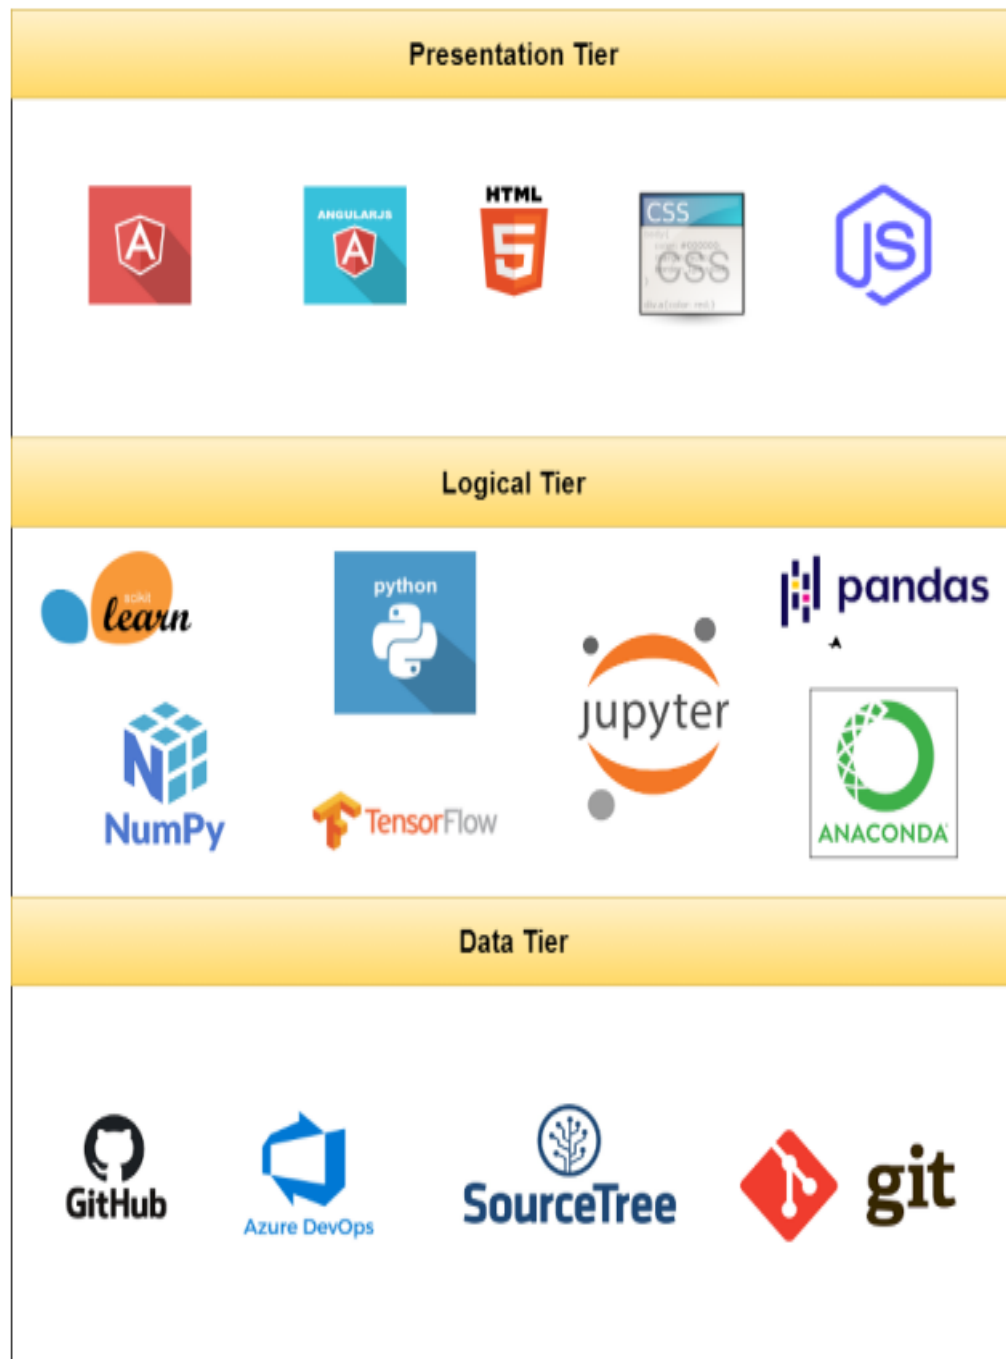 Presentation Tier
A
ANGULARJS
A
HTML
5
CSS
CSS
JS
Logical Tier
scikit
learn
python
pandas
jupyter
NumPy
TensorFlow
ANACONDA
Data Tier
GitHub
Azure DevOps
SourceTree
git